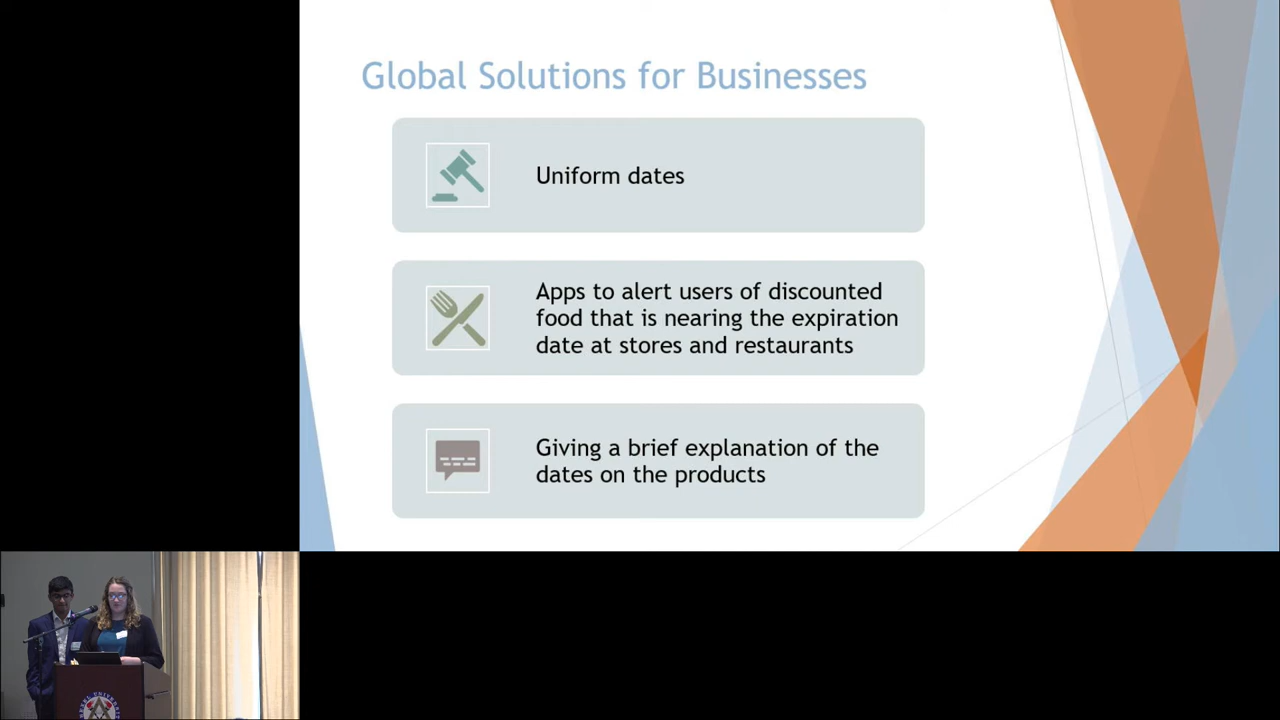 Global Solutions for Businesses
Uniform dates
Apps to alert users of discounted
food that is nearing the expiration
date at stores and restaurants
Giving a brief explanation of the
dates on the products